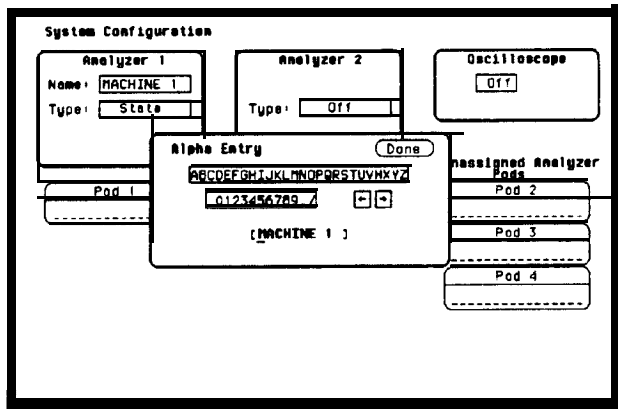 System Configuration
Analyzer 1
Name: MACHINE 1
Type: State
Analyzer 2
Type: Off
Oscilloscope
Off
Alpha Entry
Done
ABCDEFGHIJKLMNOPQRSTUVWXYZ
0123456789 /
← →
[MACHINE 1 ]
Pod 1
nassigned Analyzer
Pods
Pod 2
Pod 3
Pod 4